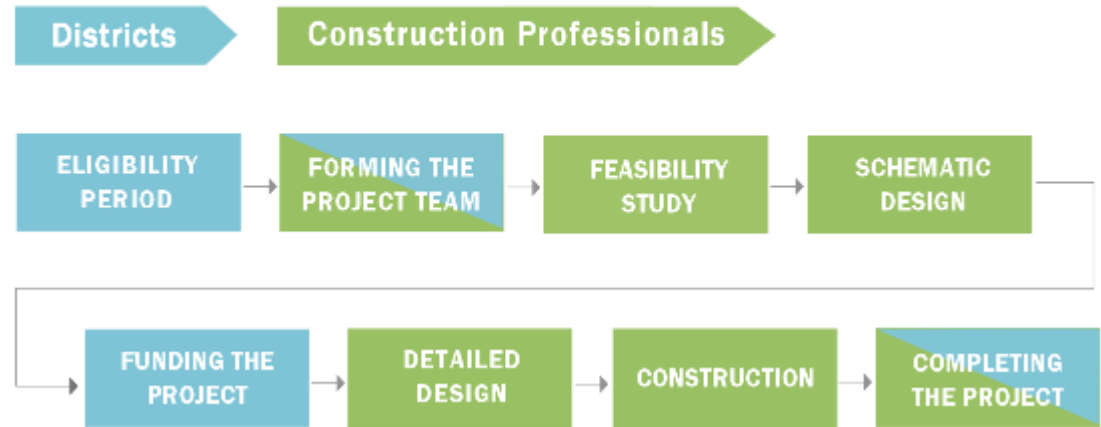 Districts
Construction Professionals
ELIGIBILITY
PERIOD
FORMING THE
PROJECT TEAM
FEASIBILITY
STUDY
SCHEMATIC
DESIGN
FUNDING THE
PROJECT
DETAILED
DESIGN
CONSTRUCTION
COMPLETING
THE PROJECT